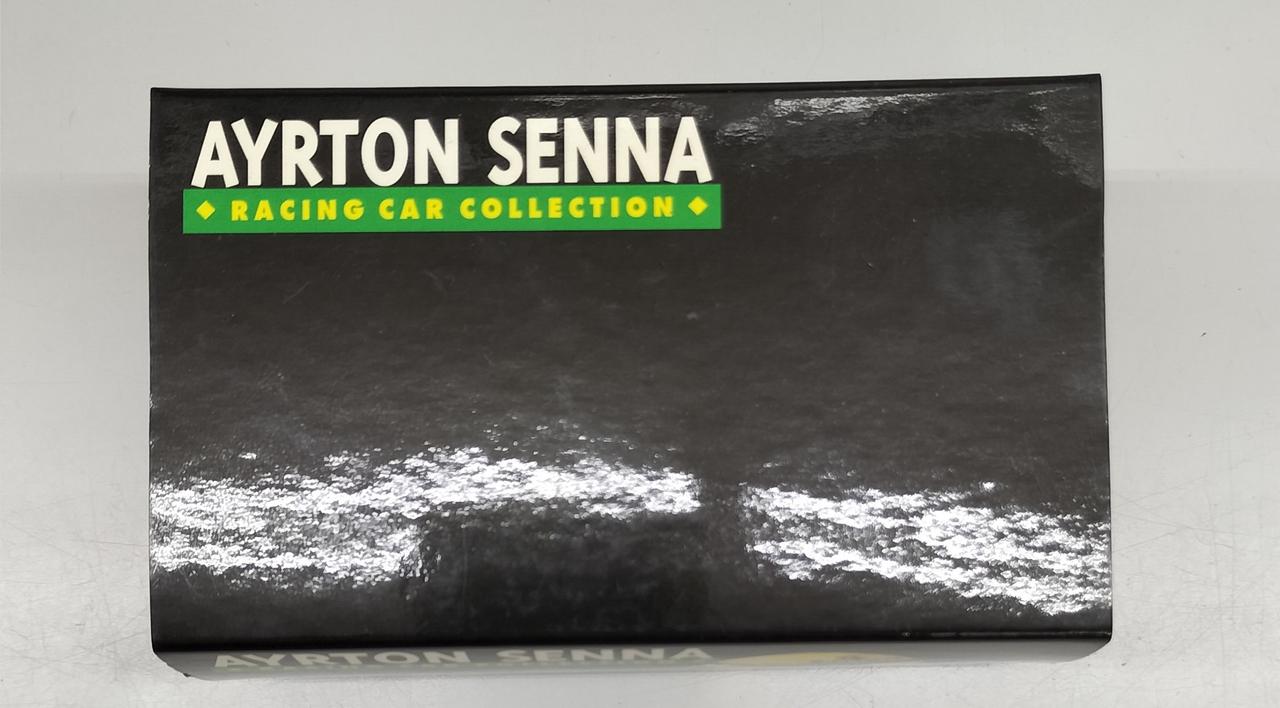 AYRTON SENNA
◆ RACING CAR COLLECTION ◆
AYRTON SENNA